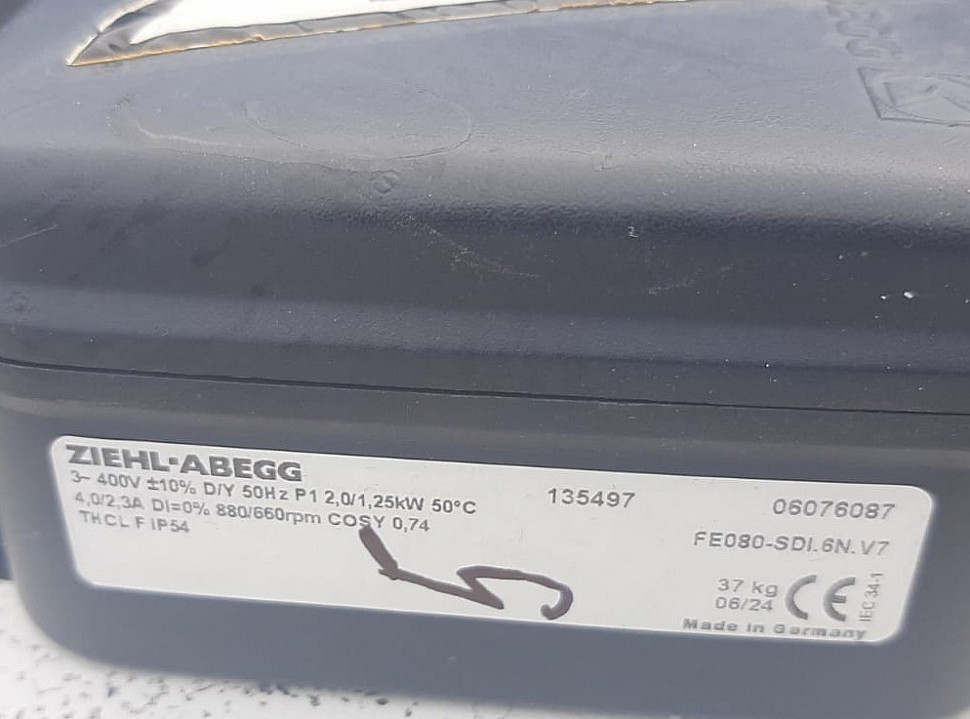 ZIEHL-ABEGG
3~ 400V ±10% D/Y 50Hz P1 2,0/1,25kW 50°C
4,0/2,3A DI=0% 880/660rpm COSY 0,74
THCL F IP54
135497
06076087
FE080-SDI.6N.V7
37 kg
06/24
CE
IEC 34-1
Made in Germany